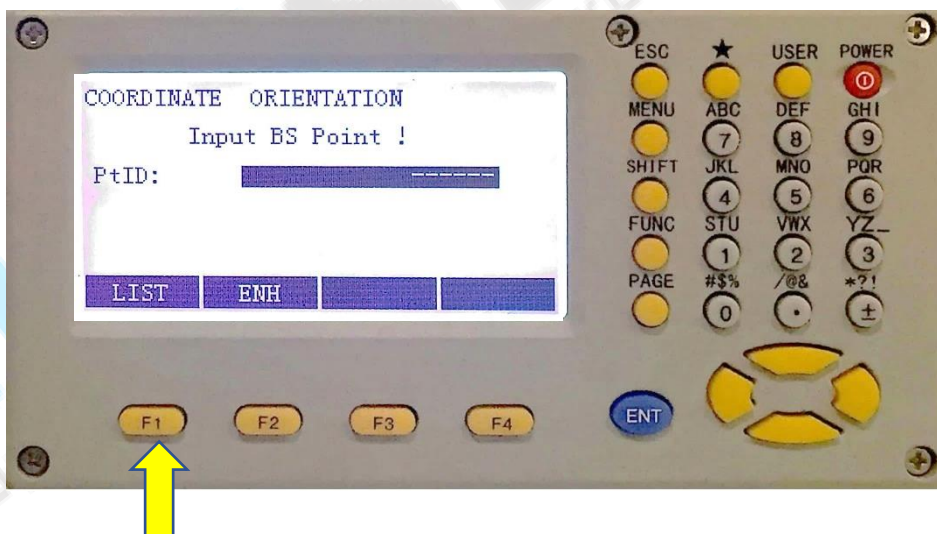 COORDINATE ORIENTATION
Input BS Point !
PtID: ------
LIST ENH
F1 F2 F3 F4
ESC ★ USER POWER
MENU ABC DEF GHI
7 8 9
SHIFT JKL MNO PQR
4 5 6
FUNC STU VWX YZ_
1 2 3
PAGE #$% /@& *?!
0 . ±
ENT